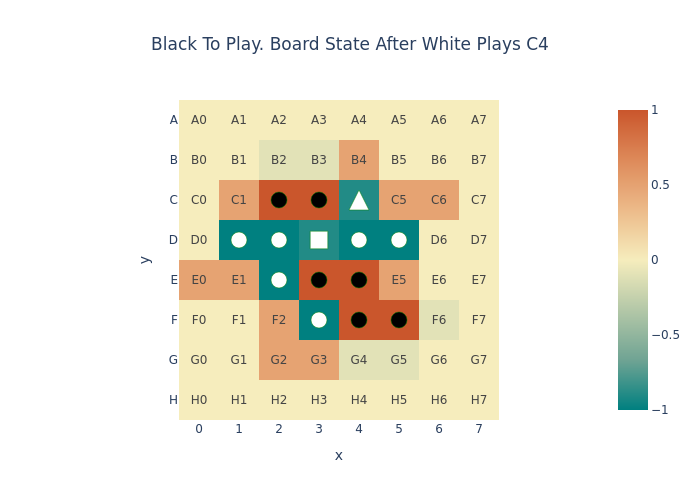 Black To Play. Board State After White Plays C4
A A0 A1 A2 A3 A4 A5 A6 A7
B B0 B1 B2 B3 B4 B5 B6 B7
C C0 C1 C5 C6 C7
D D0 D6 D7
E E0 E1 E5 E6 E7
F F0 F1 F2 F6 F7
G G0 G1 G2 G3 G4 G5 G6 G7
H H0 H1 H2 H3 H4 H5 H6 H7
0 1 2 3 4 5 6 7
x
y
1
0.5
0
−0.5
−1